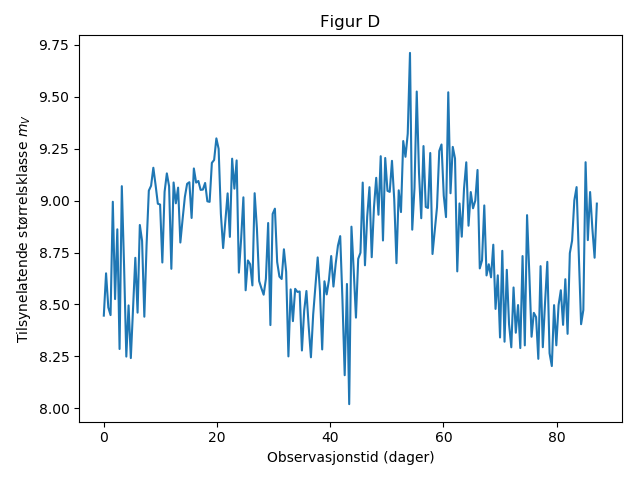 Figur D
9.75
9.50
9.25
9.00
8.75
8.50
8.25
8.00
Tilsynelatende størrelsesklasse m_V
0 20 40 60 80
Observasjonstid (dager)